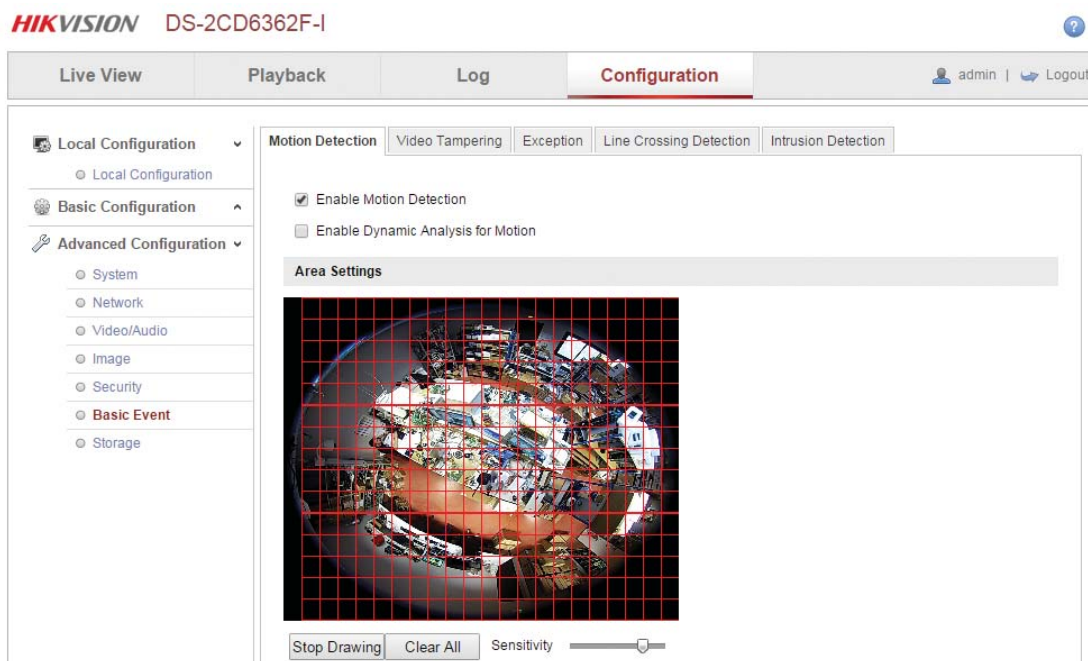 HIKVISION DS-2CD6362F-I
Live View Playback Log Configuration admin | Logout
Local Configuration
Local Configuration
Basic Configuration
Advanced Configuration
System
Network
Video/Audio
Image
Security
Basic Event
Storage
Motion Detection Video Tampering Exception Line Crossing Detection Intrusion Detection
Enable Motion Detection
Enable Dynamic Analysis for Motion
Area Settings
Stop Drawing Clear All Sensitivity